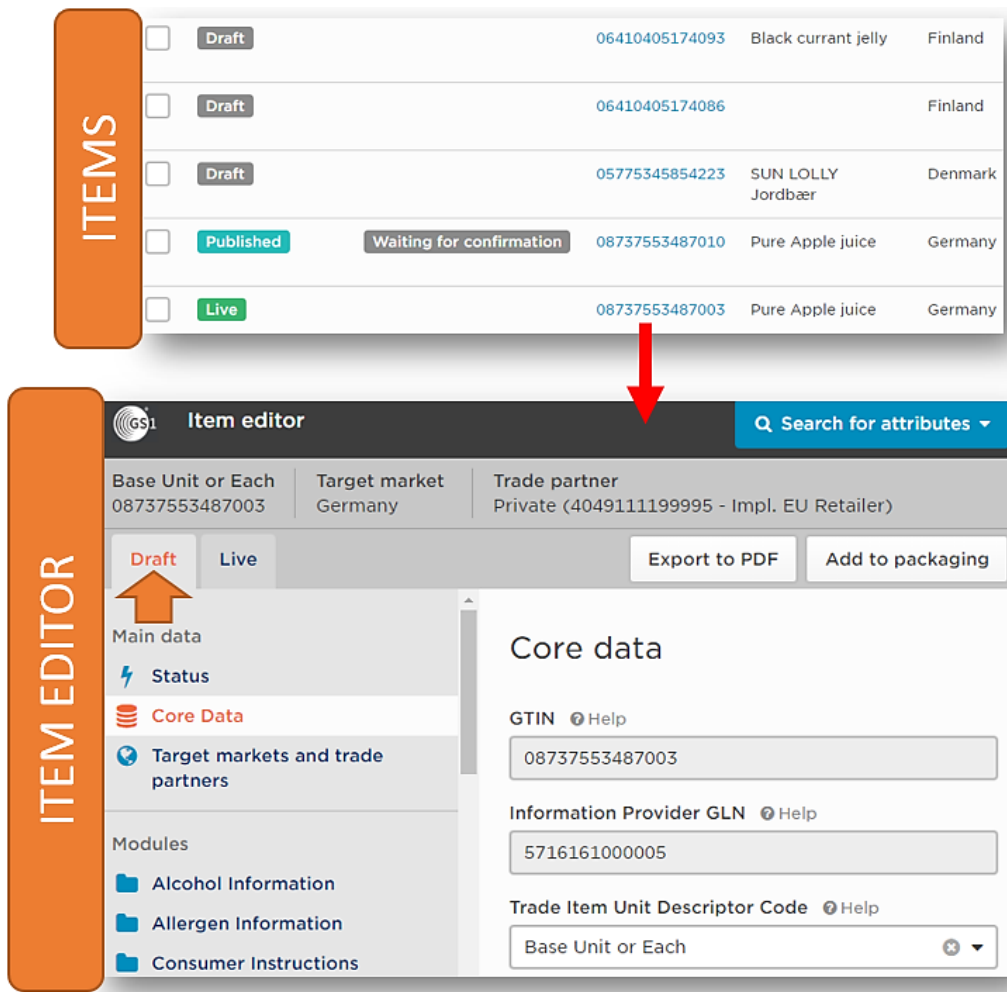 ITEMS
Draft 06410405174093 Black currant jelly Finland
Draft 06410405174086 Finland
Draft 05775345854223 SUN LOLLY Denmark
Jordbær
Published Waiting for confirmation 08737553487010 Pure Apple juice Germany
Live 08737553487003 Pure Apple juice Germany
ITEM EDITOR
GS1 Item editor Search for attributes
Base Unit or Each Target market Trade partner
08737553487003 Germany Private (4049111199995 - Impl. EU Retailer)
Draft Live Export to PDF Add to packaging
Main data
Status
Core Data
Target markets and trade
partners
Modules
Alcohol Information
Allergen Information
Consumer Instructions
Core data
GTIN Help
08737553487003
Information Provider GLN Help
5716161000005
Trade Item Unit Descriptor Code Help
Base Unit or Each